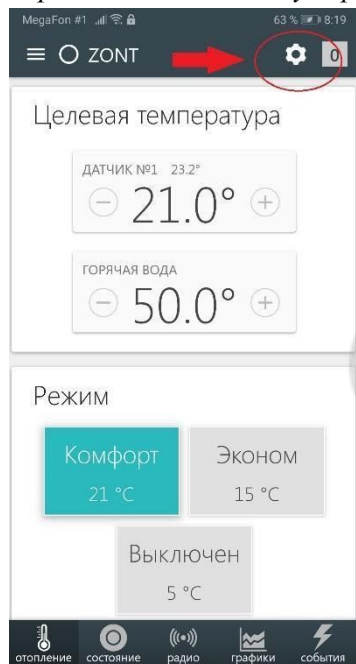 MegaFon #1 63 % 8:19
ZONT 0
Целевая температура
ДАТЧИК №1 23.2°
21.0°
ГОРЯЧАЯ ВОДА
50.0°
Режим
Комфорт Эконом
21 °C 15 °C
Выключен
5 °C
отопление состояние радио графики события